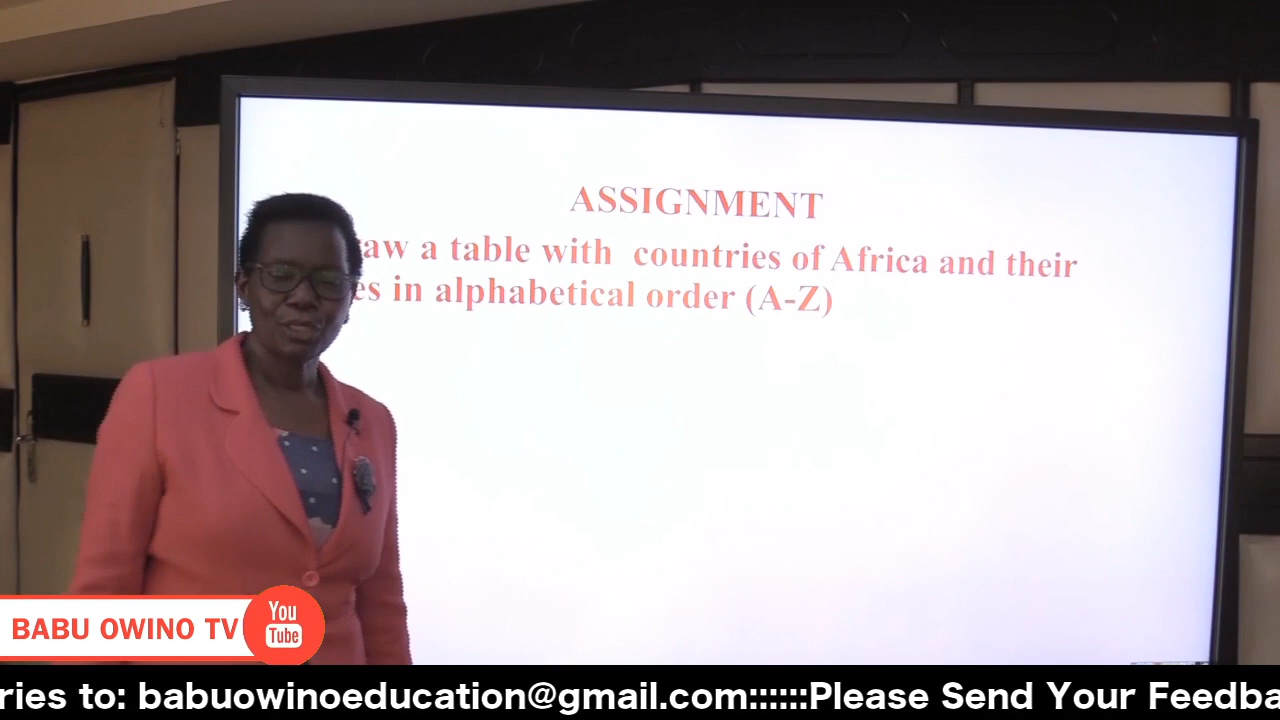 ASSIGNMENT
aw a table with countries of Africa and their
es in alphabetical order (A-Z)
BABU OWINO TV
You
Tube
ries to: babuowinoeducation@gmail.com::::::Please Send Your Feedba